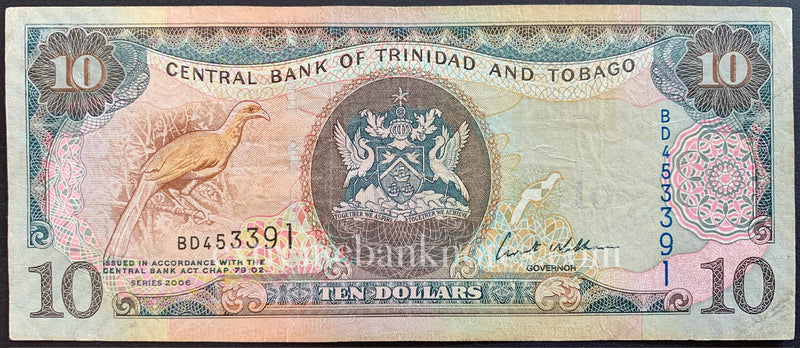 10
10
CENTRAL BANK OF TRINIDAD AND TOBAGO
BD453391
TOGETHER WE ASPIRE TOGETHER WE ACHIEVE
BD453391
ISSUED IN ACCORDANCE WITH THE
CENTRAL BANK ACT CHAP. 79:02
SERIES 2006
GOVERNOR
10
TEN DOLLARS
10